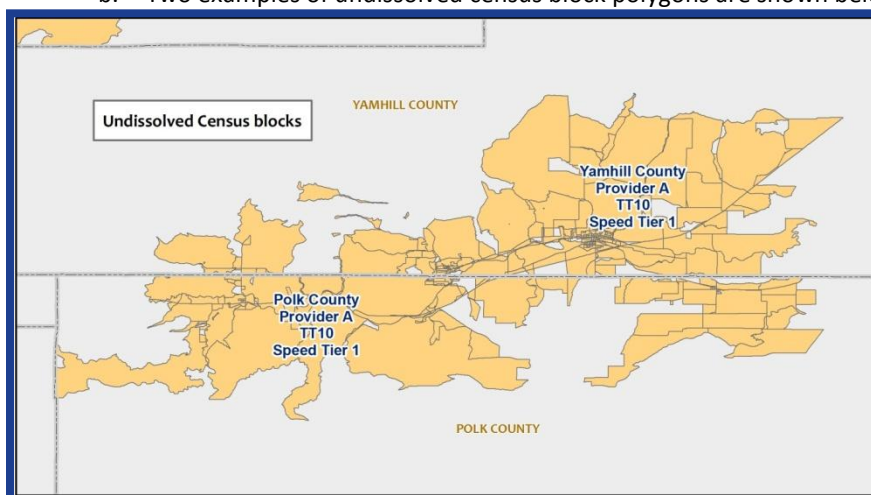 b. Two examples of undissolved census block polygons are shown
YAMHILL COUNTY
Undissolved Census blocks
Yamhill County
Provider A
TT10
Speed Tier 1
Polk County
Provider A
TT10
Speed Tier 1
POLK COUNTY